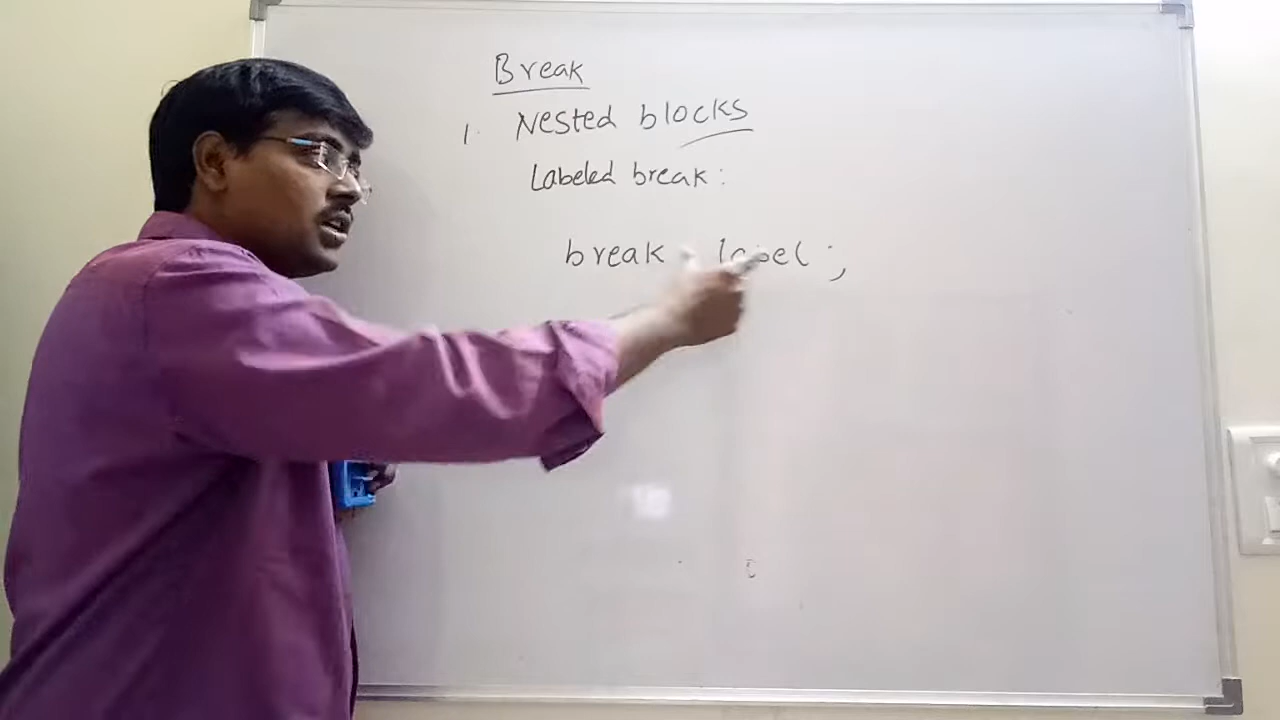 Break
1. Nested blocks
Labeled break:
break label;